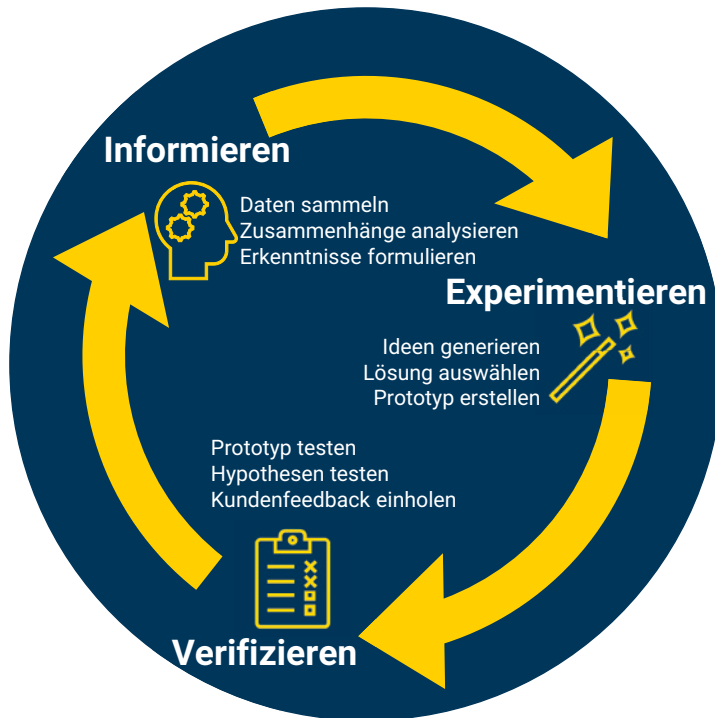 Informieren
Daten sammeln
Zusammenhänge analysieren
Erkenntnisse formulieren
Experimentieren
Ideen generieren
Lösung auswählen
Prototyp erstellen
Prototyp testen
Hypothesen testen
Kundenfeedback einholen
Verifizieren